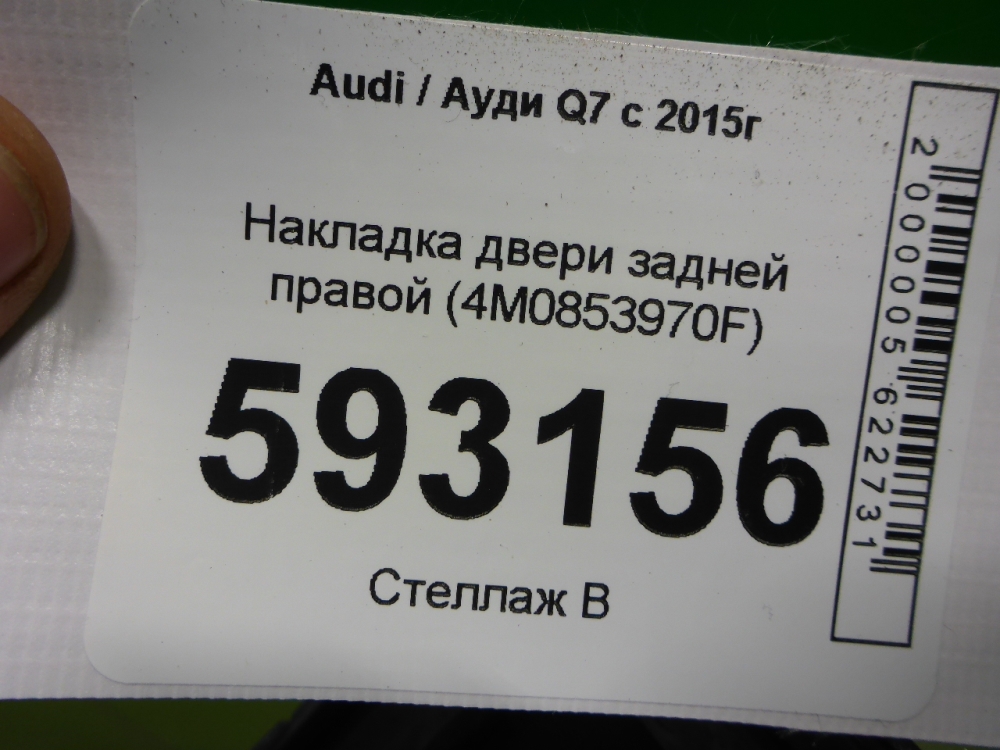 Audi / Ауди Q7 с 2015г
Накладка двери задней
правой (4M0853970F)
593156
Стеллаж В
2000005622731